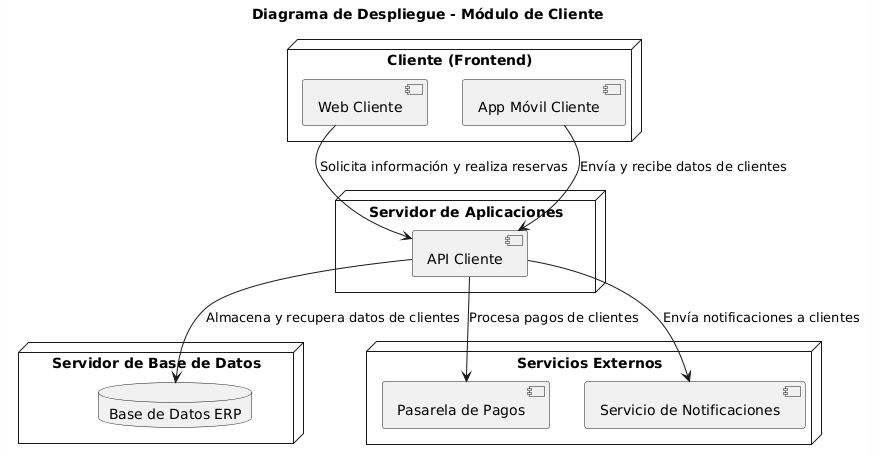 Diagrama de Despliegue - Módulo de Cliente
Cliente (Frontend)
Web Cliente
App Móvil Cliente
Solicita información y realiza reservas
Envía y recibe datos de clientes
Servidor de Aplicaciones
API Cliente
Almacena y recupera datos de clientes
Procesa pagos de clientes
Envía notificaciones a clientes
Servidor de Base de Datos
Base de Datos ERP
Servicios Externos
Pasarela de Pagos
Servicio de Notificaciones